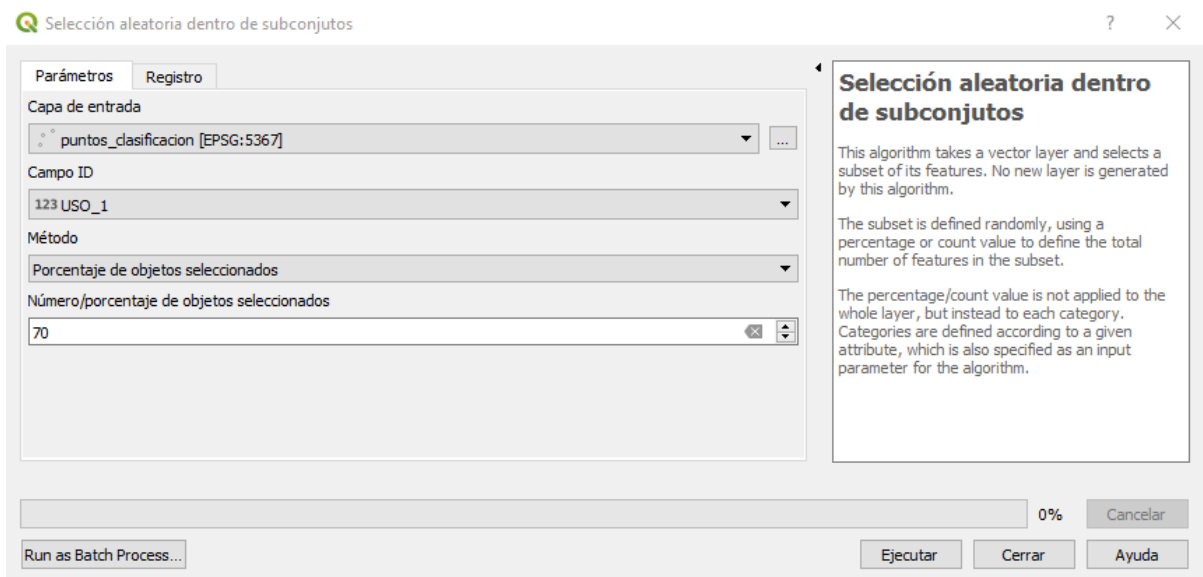 Selección aleatoria dentro de subconjutos
?
Parámetros
Registro
Capa de entrada
puntos_clasificacion [EPSG:5367]
...
Campo ID
123 USO_1
Método
Porcentaje de objetos seleccionados
Número/porcentaje de objetos seleccionados
70
Selección aleatoria dentro
de subconjutos
This algorithm takes a vector layer and selects a
subset of its features. No new layer is generated
by this algorithm.
The subset is defined randomly, using a
percentage or count value to define the total
number of features in the subset.
The percentage/count value is not applied to the
whole layer, but instead to each category.
Categories are defined according to a given
attribute, which is also specified as an input
parameter for the algorithm.
0%
Cancelar
Run as Batch Process...
Ejecutar
Cerrar
Ayuda